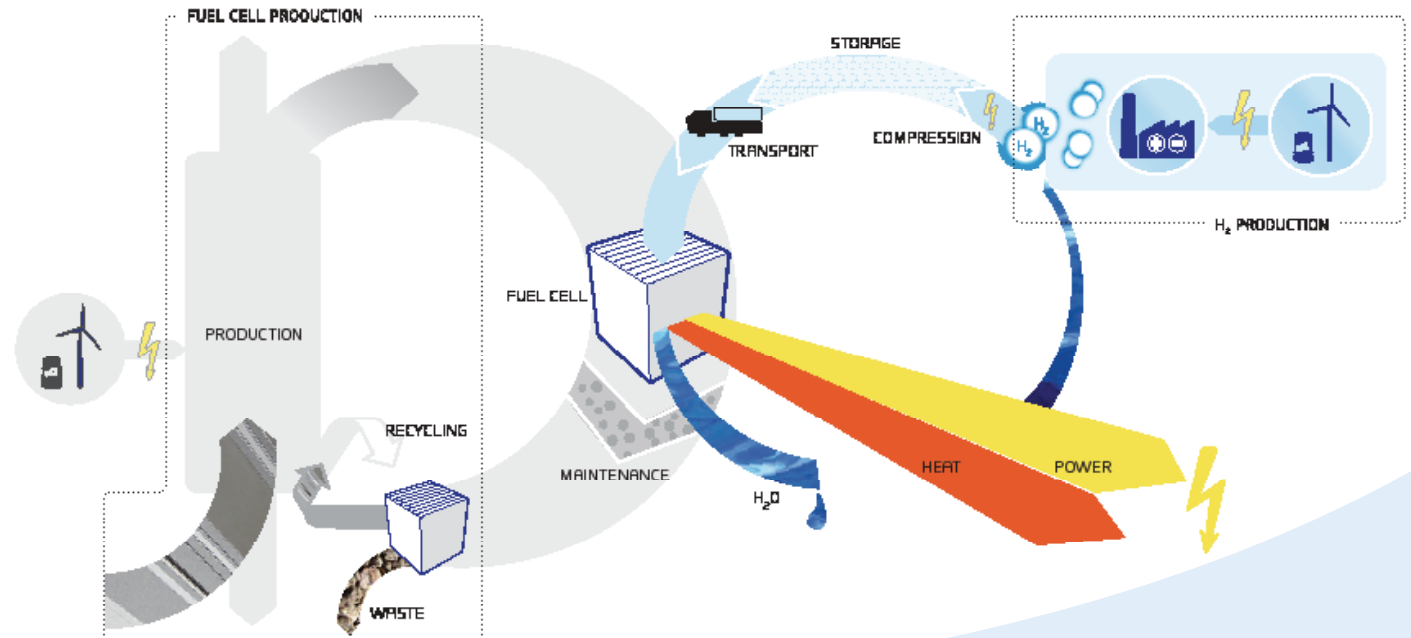 FUEL CELL PRODUCTION
STORAGE
COMPRESSION
TRANSPORT
H₂
H₂
H₂ PRODUCTION
FUEL CELL
PRODUCTION
RECYCLING
MAINTENANCE
HEAT
POWER
H₂O
WASTE